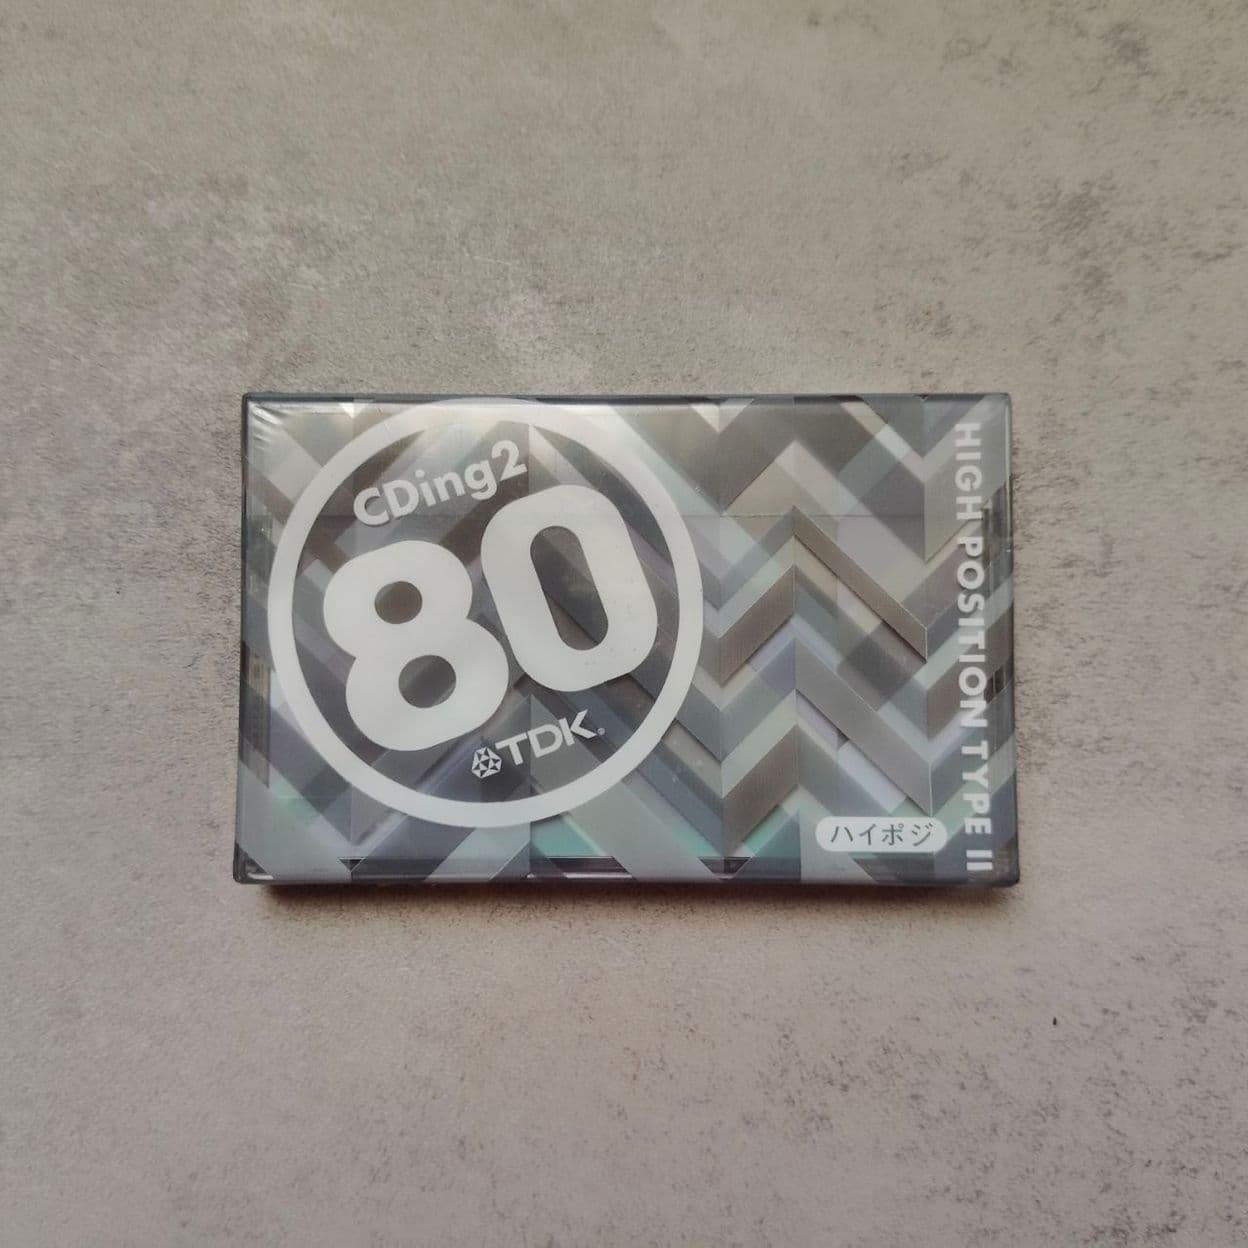 CDing2
80
TDK®
HIGH POSITION TYPE II
ハイポジ